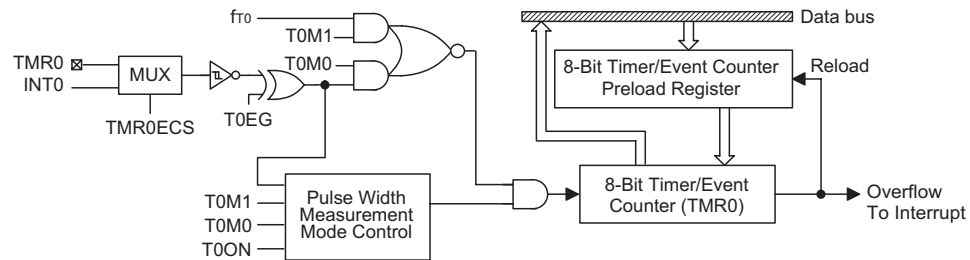 fT0
T0M1
T0M0
TMR0
INT0
MUX
TMR0ECS
T0EG
T0M1
T0M0
T0ON
Pulse Width
Measurement
Mode Control
Data bus
8-Bit Timer/Event Counter
Preload Register
Reload
8-Bit Timer/Event
Counter (TMR0)
Overflow
To Interrupt